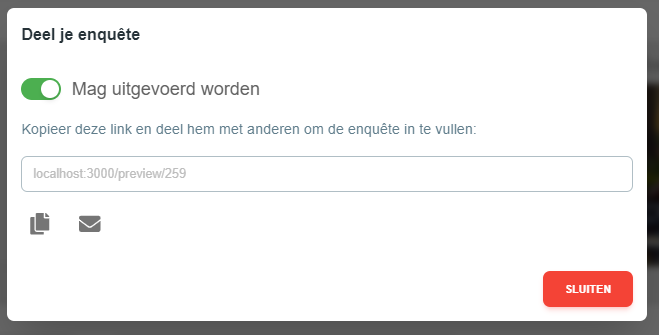 Deel je enquête
Mag uitgevoerd worden
Kopieer deze link en deel hem met anderen om de enquête in te vullen:
localhost:3000/preview/259
SLUITEN